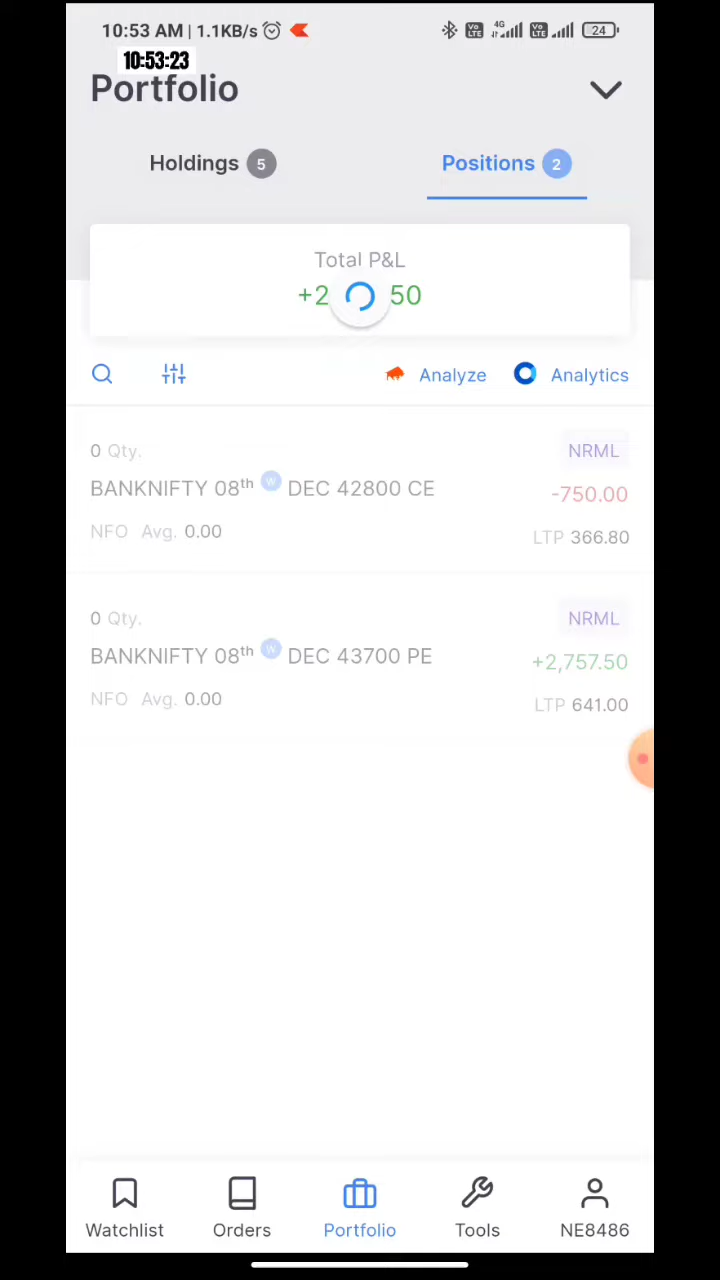 10:53 AM | 1.1KB/s 4G 24
10:53:23
Portfolio
Holdings 5 Positions 2
Total P&L
+2 50
Analyze Analytics
0 Qty. NRML
BANKNIFTY 08th W DEC 42800 CE -750.00
NFO Avg. 0.00 LTP 366.80
0 Qty. NRML
BANKNIFTY 08th W DEC 43700 PE +2,757.50
NFO Avg. 0.00 LTP 641.00
Watchlist Orders Portfolio Tools NE8486